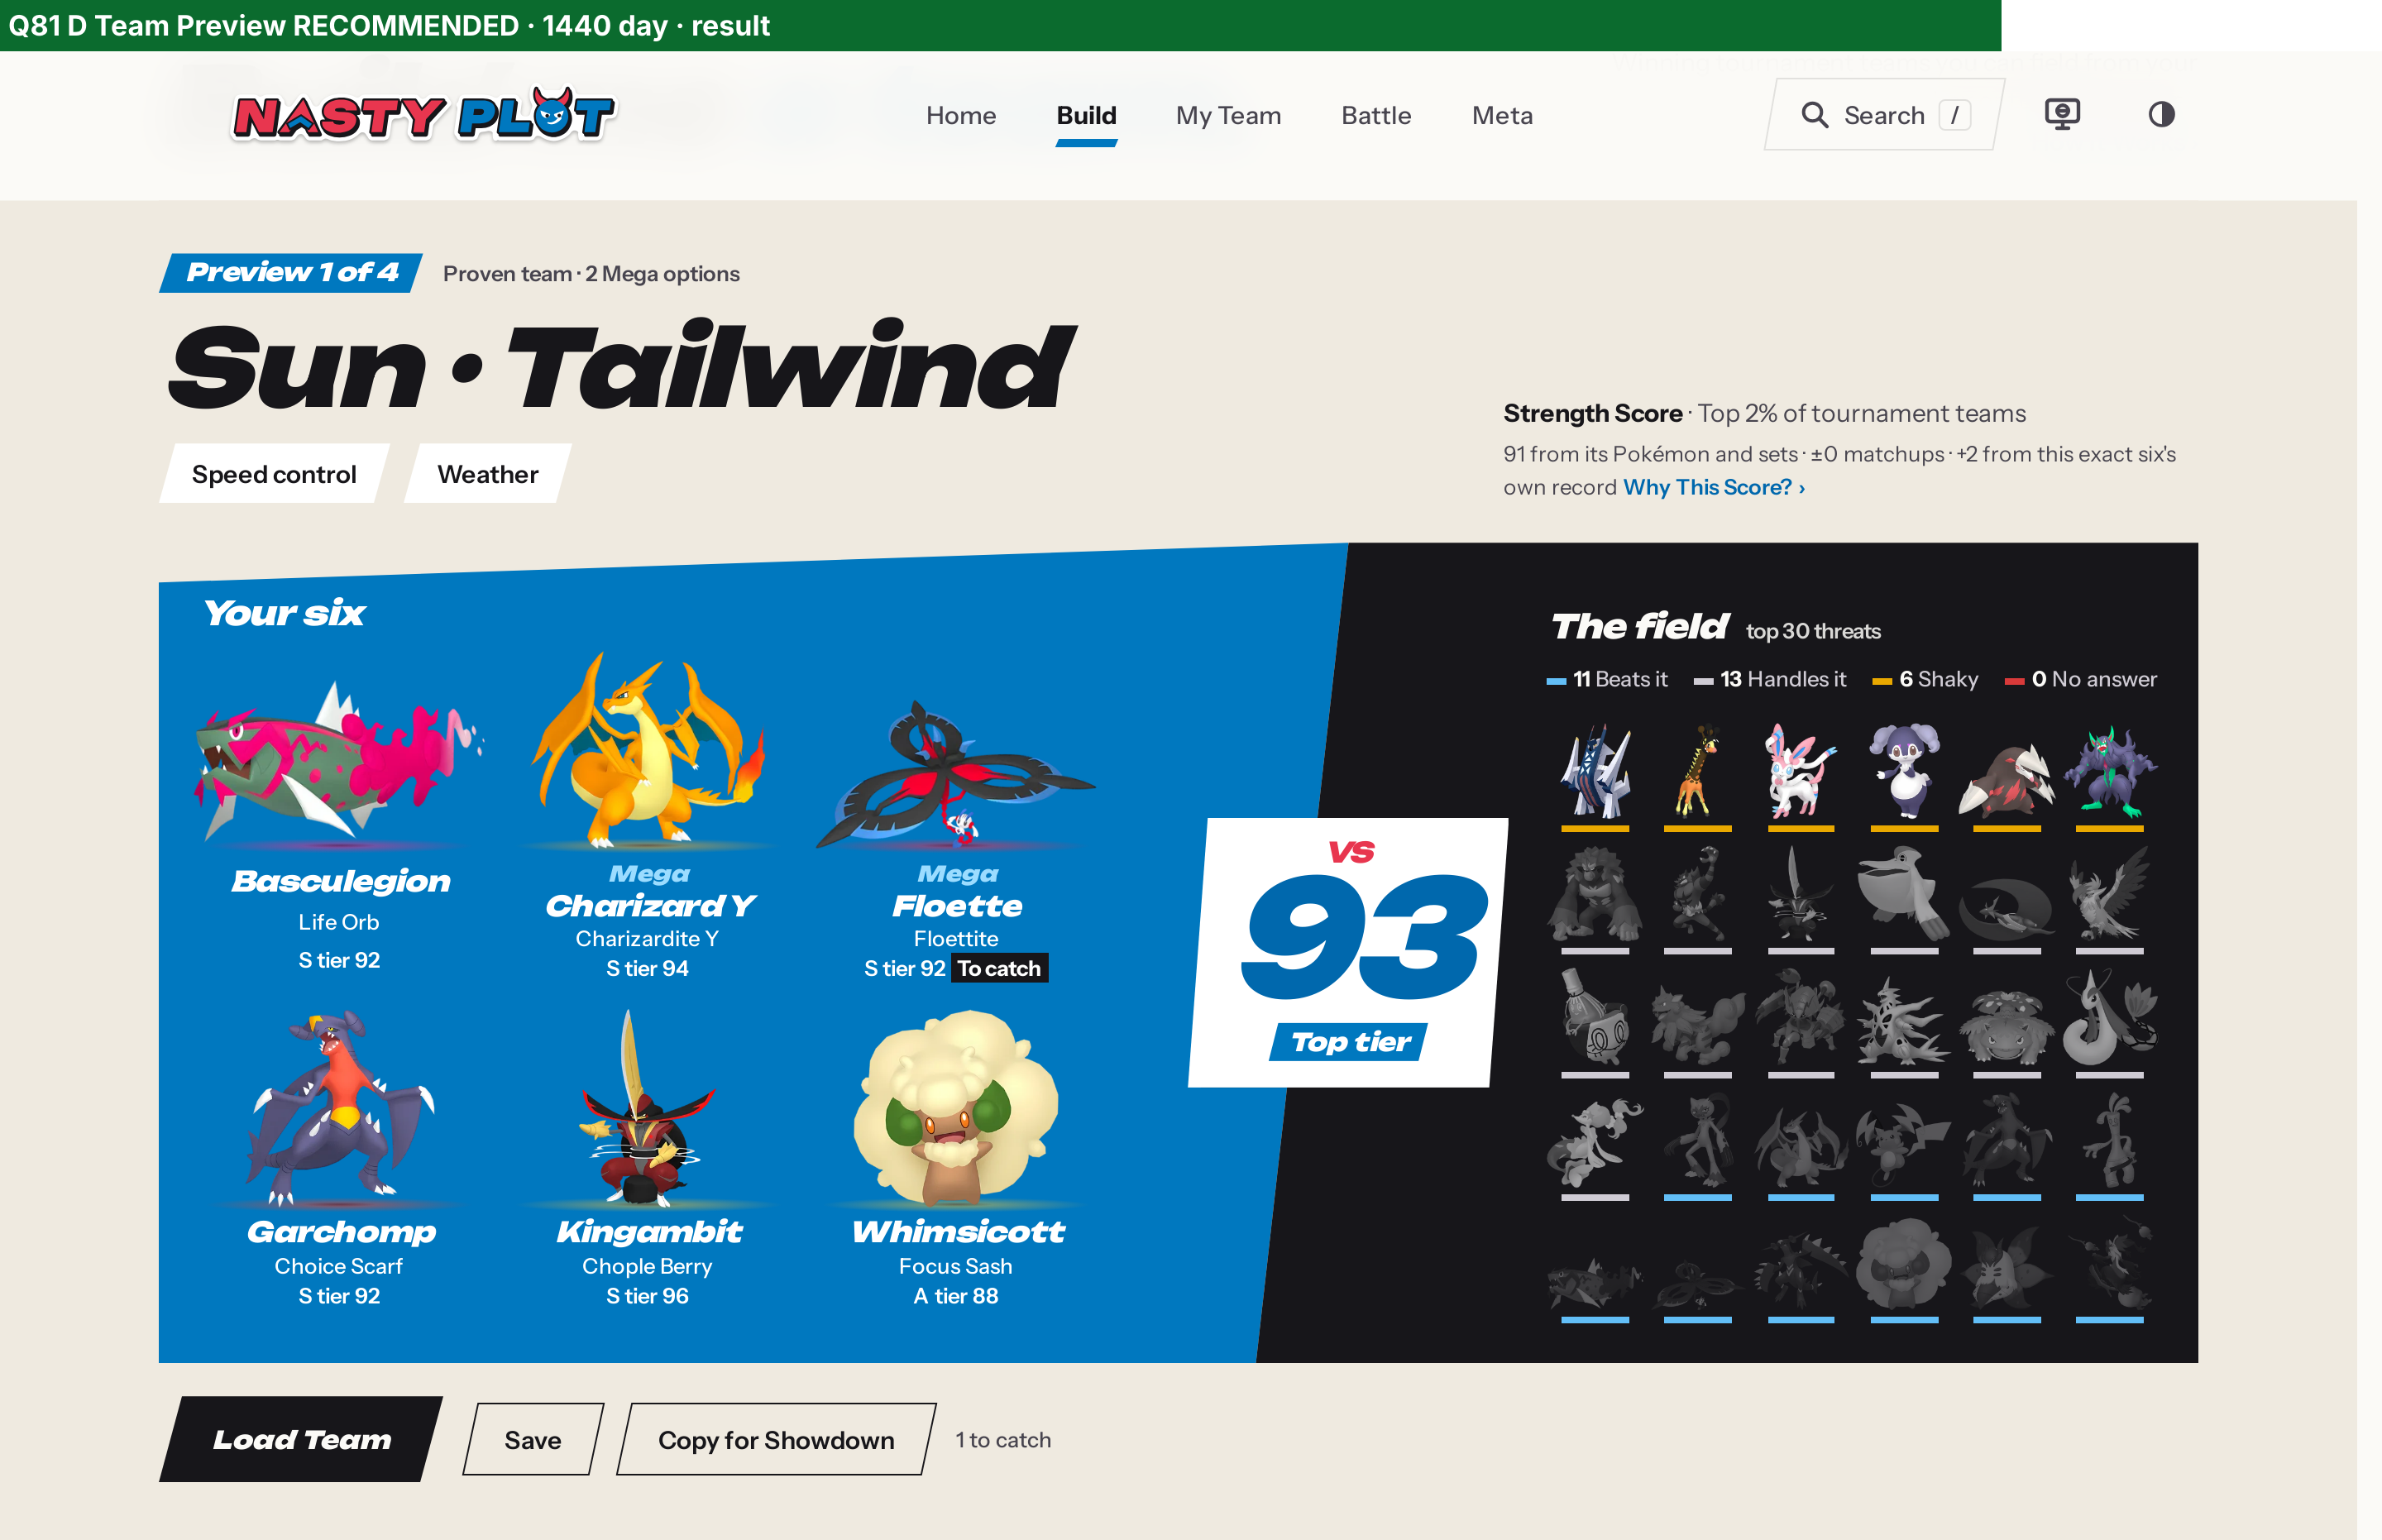 Q81 D Team Preview RECOMMENDED · 1440 day · result
NASTY PLOT
Home Build My Team Battle Meta
Search /
Preview 1 of 4
Proven team · 2 Mega options
Sun · Tailwind
Speed control
Weather
Strength Score · Top 2% of tournament teams
91 from its Pokémon and sets · ±0 matchups · +2 from this exact six's
own record Why This Score? ›
Your six
Basculegion
Life Orb
S tier 92
Mega
Charizard Y
Charizardite Y
S tier 94
Mega
Floette
Floettite
S tier 92 To catch
Garchomp
Choice Scarf
S tier 92
Kingambit
Chople Berry
S tier 96
Whimsicott
Focus Sash
A tier 88
VS
93
Top tier
The field top 30 threats
11 Beats it 13 Handles it 6 Shaky 0 No answer
Load Team
Save
Copy for Showdown
1 to catch